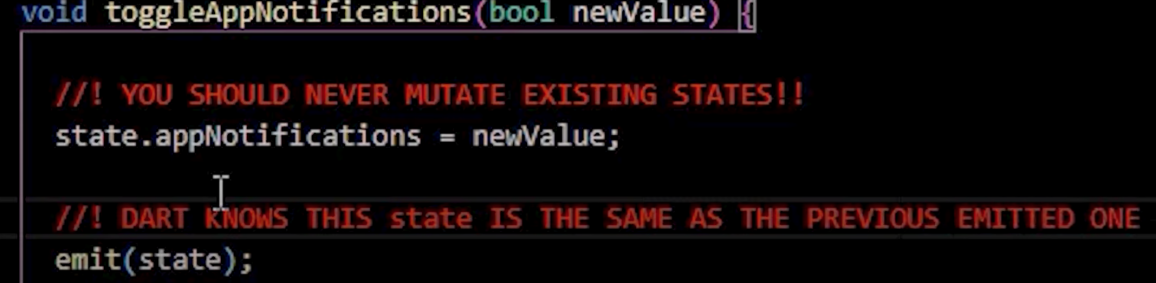 void toggleAppNotifications(bool newValue) {
//! YOU SHOULD NEVER MUTATE EXISTING STATES!!
state.appNotifications = newValue;
//! DART KNOWS THIS state IS THE SAME AS THE PREVIOUS EMITTED ONE
emit(state);